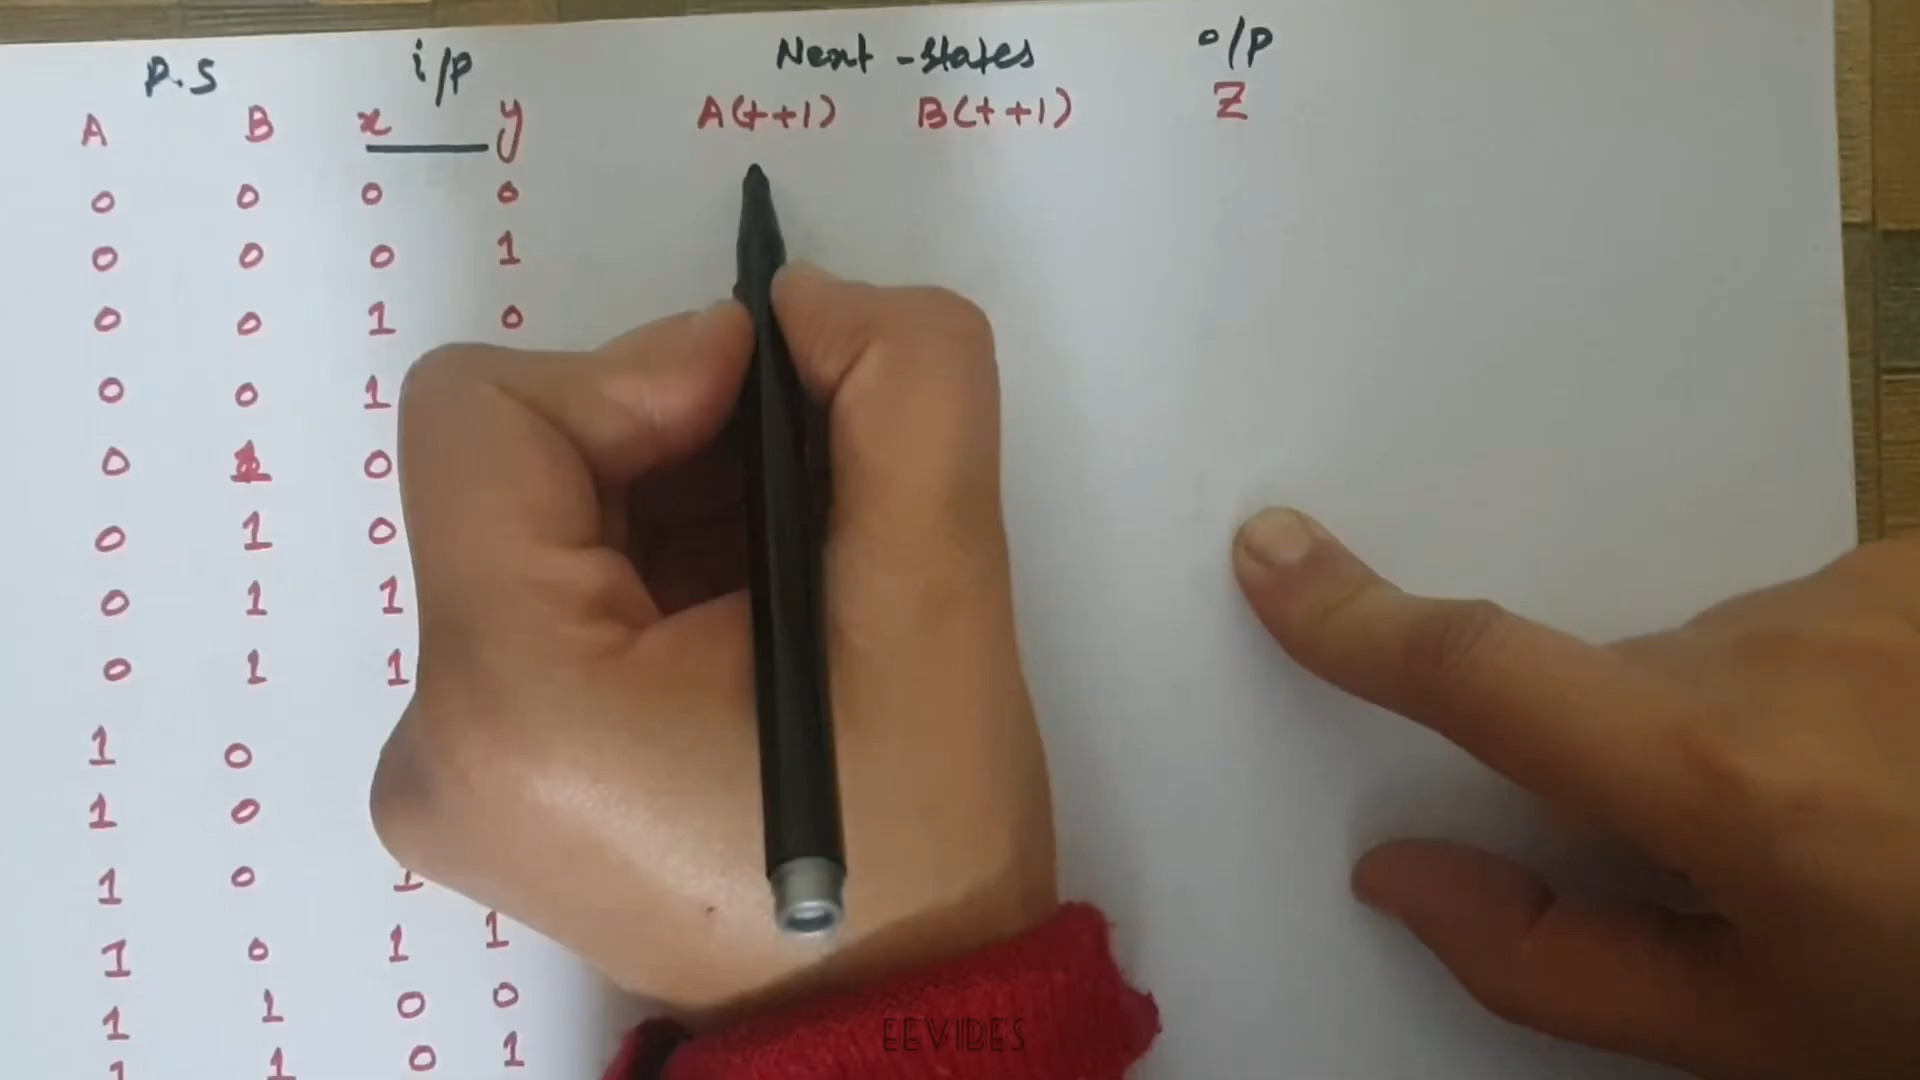 P.S i/p Next-states o/p
A B x y A(t+1) B(t+1) Z
0 0 0 0
0 0 0 1
0 0 1 0
0 0 1
0 1 0
0 1 0
0 1 1
0 1 1
1 0
1 0
1 0 1
1 0 1 1
1 1 0 0
1 1 0 1
EEVIBES